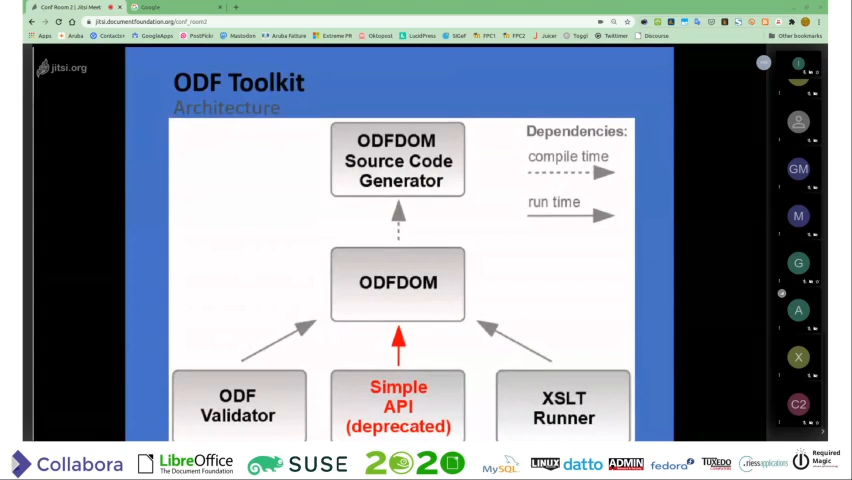 Conf Room 2 | Jitsi Meet
Google
jitsi.documentfoundation.org/conf_room2
Apps
Aruba
Contacts+
GoogleApps
PostFickr
Mastodon
Aruba Fatture
Extreme PR
Oktopost
LucidPress
SIGeF
FPC1
FPC2
Juicer
Toggl
Twittimer
Discourse
Other bookmarks
jitsi.org
ODF Toolkit
Architecture
ODFDOM
Source Code
Generator
Dependencies:
compile time
run time
ODFDOM
ODF
Validator
Simple
API
(deprecated)
XSLT
Runner
I
GM
M
G
A
X
C2
Collabora
LibreOffice
The Document Foundation
SUSE
2020
MySQL
LINUX
datto
ADMIN
fedora
TUXEDO
riessapplications
Required
Magic